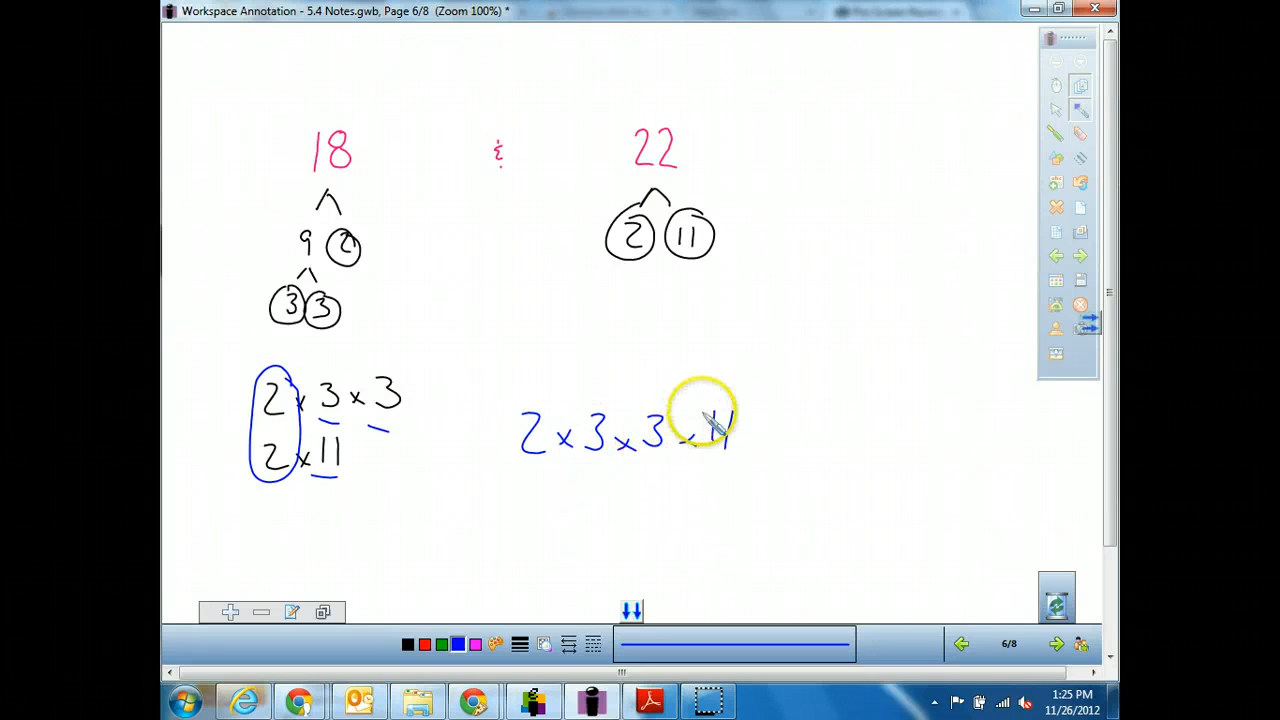 Workspace Annotation - 5.4 Notes.gwb, Page 6/8 (Zoom 100%) *
18 & 22
9 2
2 11
3 3
2 x 3 x 3
2 x 11
2 x 3 x 3 x 11
6/8
1:25 PM
11/26/2012